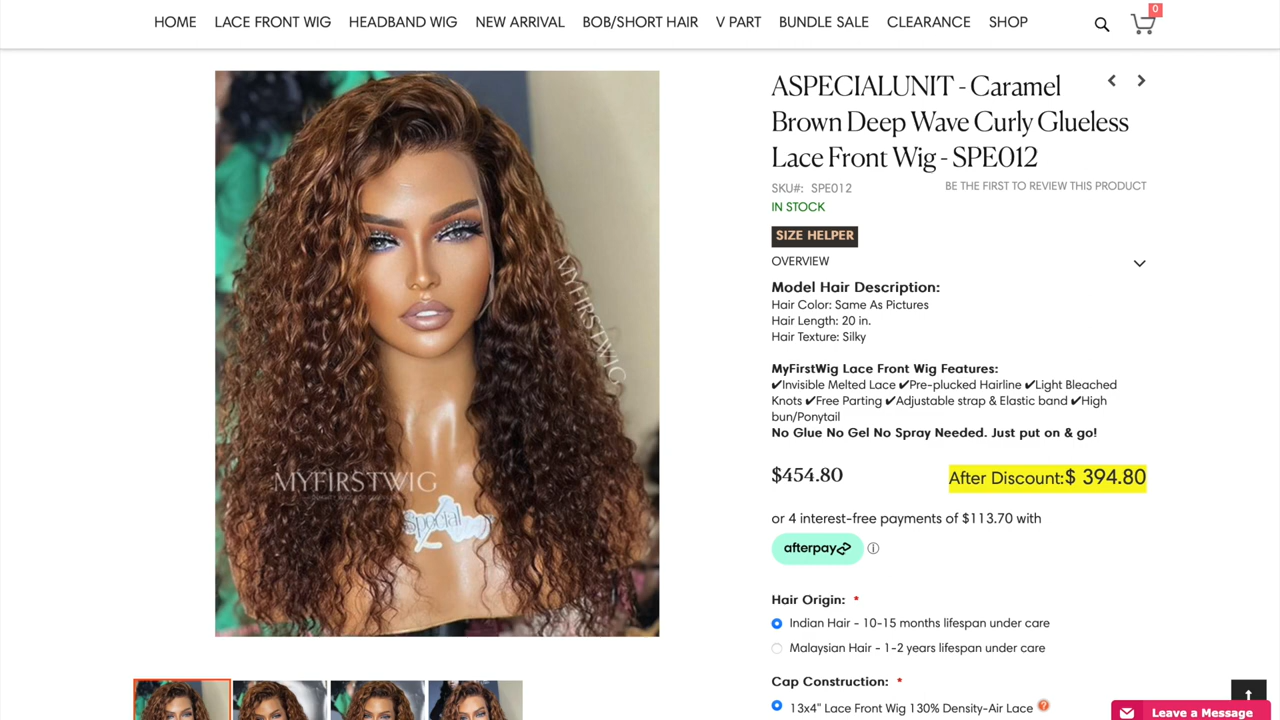 HOME LACE FRONT WIG HEADBAND WIG NEW ARRIVAL BOB/SHORT HAIR V PART BUNDLE SALE CLEARANCE SHOP
0
ASPECIALUNIT - Caramel
Brown Deep Wave Curly Glueless
Lace Front Wig - SPE012
SKU#: SPE012
BE THE FIRST TO REVIEW THIS PRODUCT
IN STOCK
SIZE HELPER
OVERVIEW
Model Hair Description:
Hair Color: Same As Pictures
Hair Length: 20 in.
Hair Texture: Silky
MyFirstWig Lace Front Wig Features:
✔Invisible Melted Lace ✔Pre-plucked Hairline ✔Light Bleached
Knots ✔Free Parting ✔Adjustable strap & Elastic band ✔High
bun/Ponytail
No Glue No Gel No Spray Needed. Just put on & go!
$454.80
After Discount:$ 394.80
or 4 interest-free payments of $113.70 with
afterpay
Hair Origin: *
Indian Hair - 10-15 months lifespan under care
Malaysian Hair - 1-2 years lifespan under care
Cap Construction: *
13x4" Lace Front Wig 130% Density-Air Lace ?
Leave a Message
MYFIRSTWIG
MYFIRSTWIG
Special